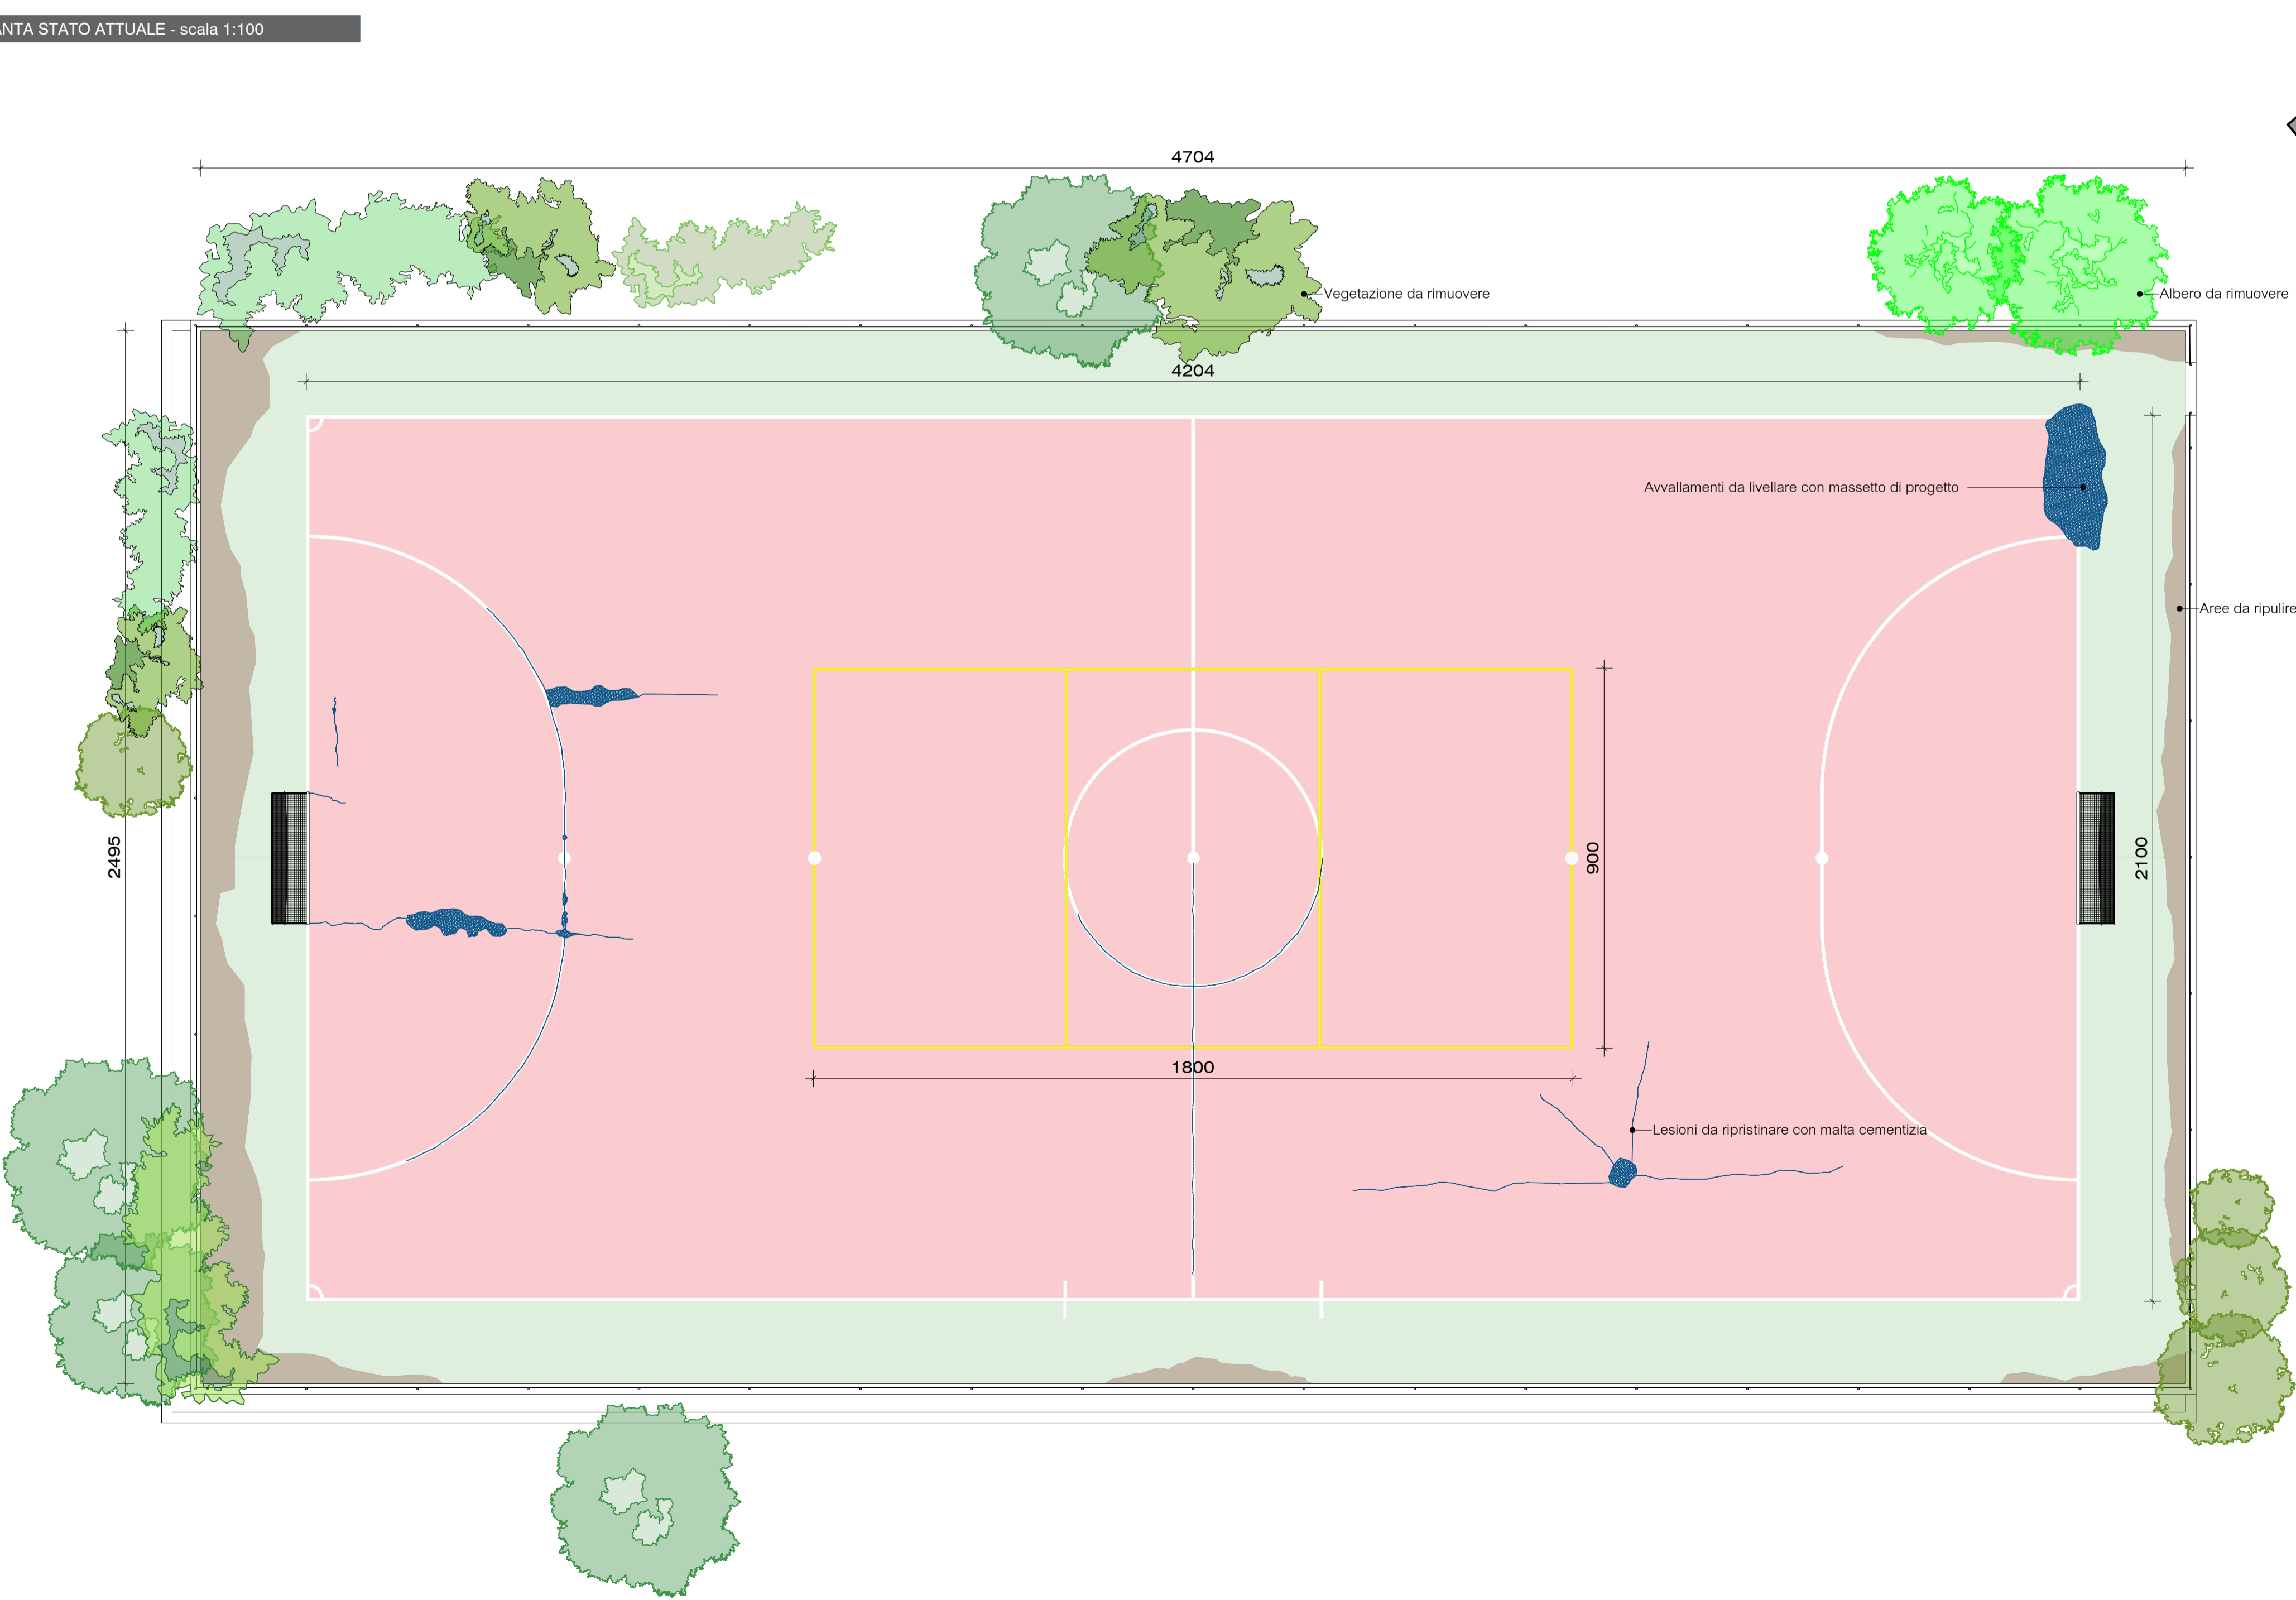 ANTA STATO ATTUALE - scala 1:100
4704
Vegetazione da rimuovere
Albero da rimuovere
4204
Avvallamenti da livellare con massetto di progetto
Aree da ripulire
2495
900
2100
1800
Lesioni da ripristinare con malta cementizia